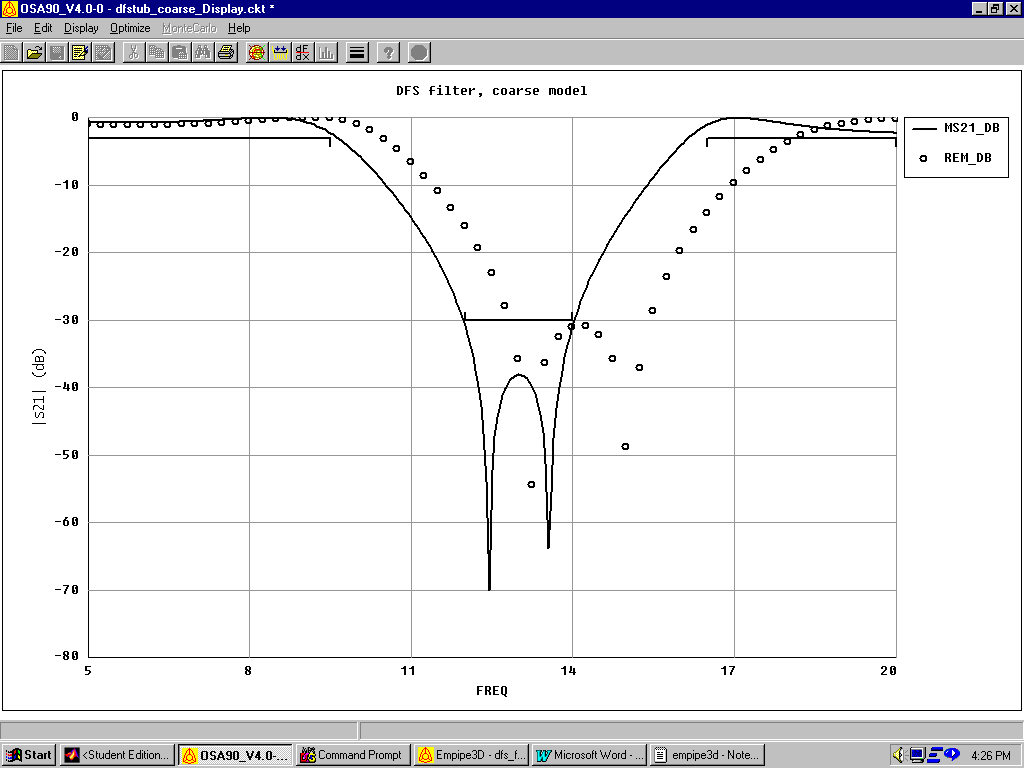 OSA90_V4.0-0 - dfstub_coarse_Display.ckt *
File Edit Display Optimize MonteCarlo Help
DFS filter, coarse model
MS21_DB
REM_DB
0
-10
-20
-30
-40
-50
-60
-70
-80
|S21| (dB)
5 8 11 14 17 20
FREQ
Start <Student Edition... OSA90_V4.0-... Command Prompt Empipe3D - dfs_f... Microsoft Word - ... empipe3d - Note... 4:26 PM